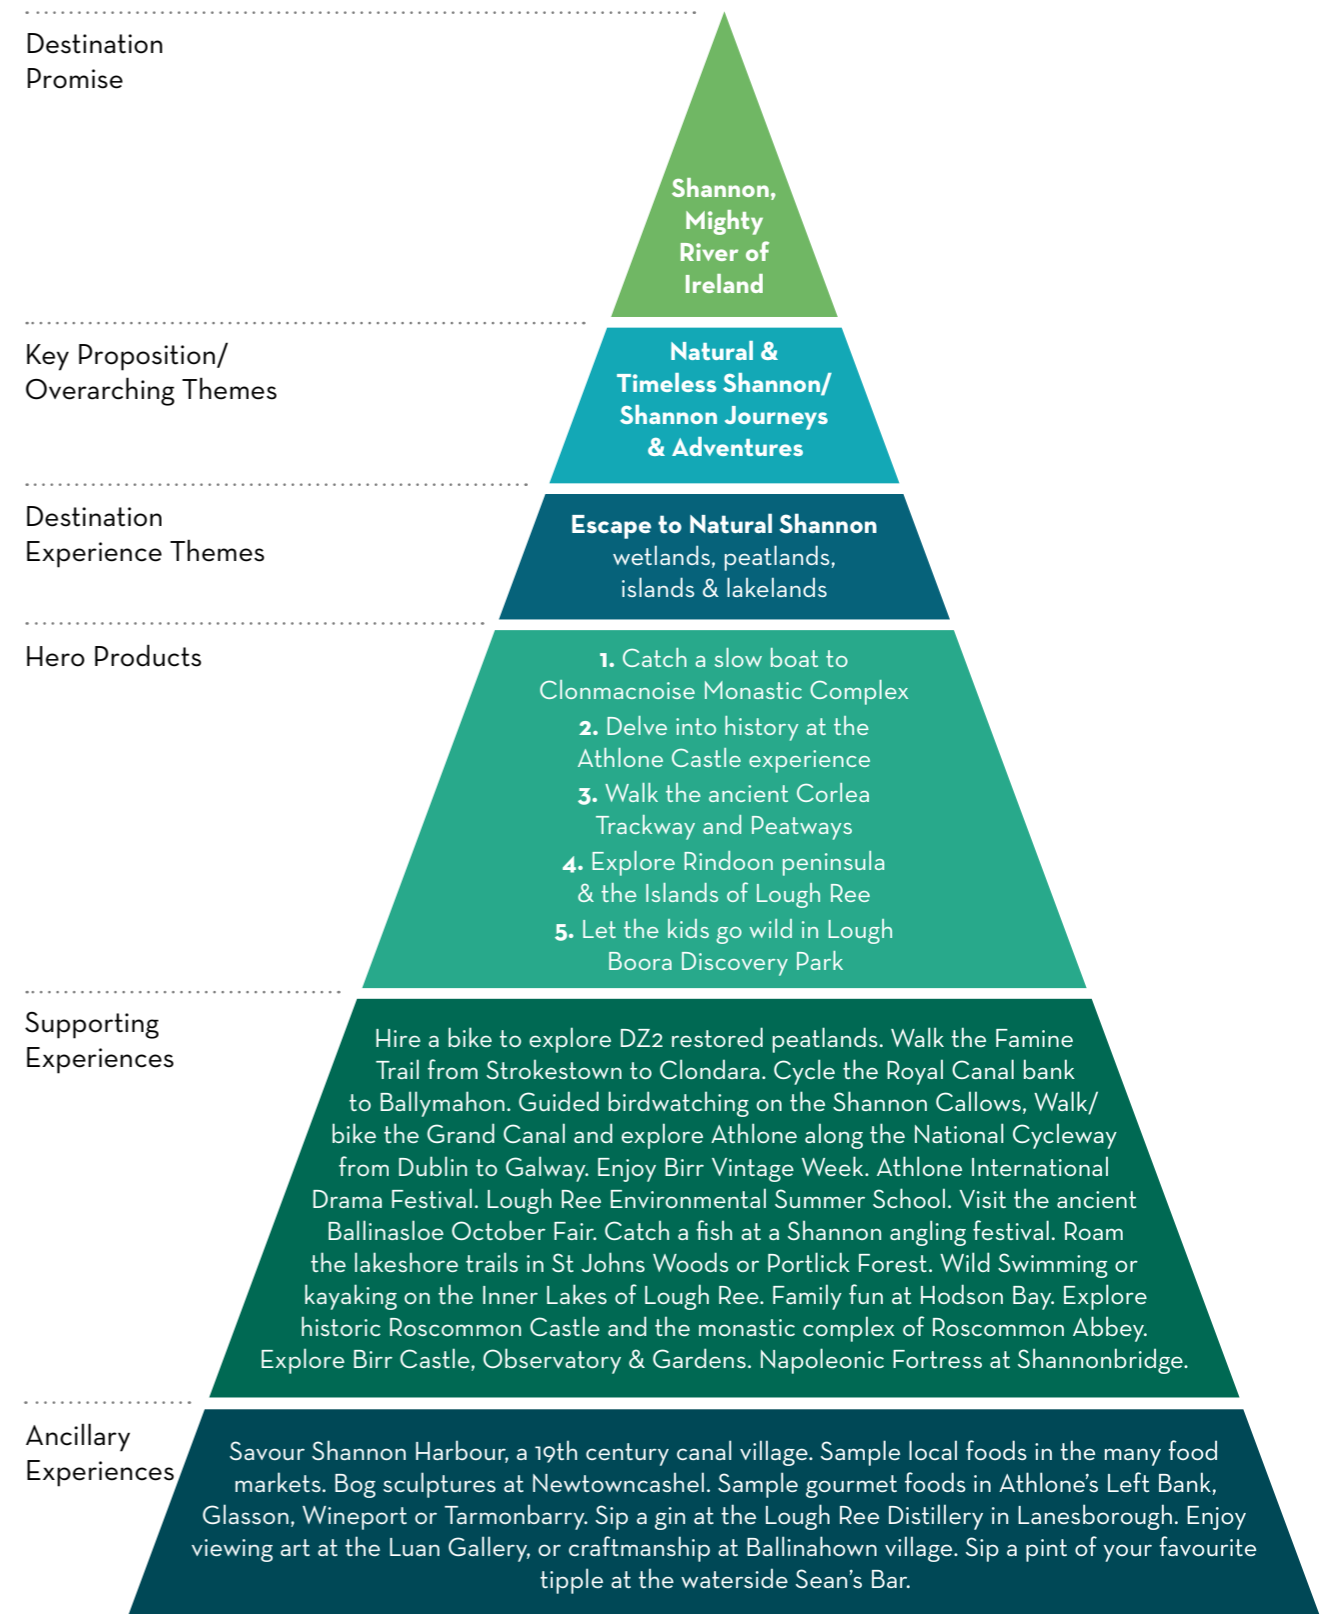 Destination
Promise
Shannon,
Mighty
River of
Ireland
Key Proposition/
Overarching Themes
Natural &
Timeless Shannon/
Shannon Journeys
& Adventures
Destination
Experience Themes
Escape to Natural Shannon
wetlands, peatlands,
islands & lakelands
Hero Products
1. Catch a slow boat to
Clonmacnoise Monastic Complex
2. Delve into history at the
Athlone Castle experience
3. Walk the ancient Corlea
Trackway and Peatways
4. Explore Rindoon peninsula
& the Islands of Lough Ree
5. Let the kids go wild in Lough
Boora Discovery Park
Supporting
Experiences
Hire a bike to explore DZ2 restored peatlands. Walk the Famine
Trail from Strokestown to Clondara. Cycle the Royal Canal bank
to Ballymahon. Guided birdwatching on the Shannon Callows, Walk/
bike the Grand Canal and explore Athlone along the National Cycleway
from Dublin to Galway. Enjoy Birr Vintage Week. Athlone International
Drama Festival. Lough Ree Environmental Summer School. Visit the ancient
Ballinasloe October Fair. Catch a fish at a Shannon angling festival. Roam
the lakeshore trails in St Johns Woods or Portlick Forest. Wild Swimming or
kayaking on the Inner Lakes of Lough Ree. Family fun at Hodson Bay. Explore
historic Roscommon Castle and the monastic complex of Roscommon Abbey.
Explore Birr Castle, Observatory & Gardens. Napoleonic Fortress at Shannonbridge.
Ancillary
Experiences
Savour Shannon Harbour, a 19th century canal village. Sample local foods in the many food
markets. Bog sculptures at Newtowncashel. Sample gourmet foods in Athlone's Left Bank,
Glasson, Wineport or Tarmonbarry. Sip a gin at the Lough Ree Distillery in Lanesborough. Enjoy
viewing art at the Luan Gallery, or craftmanship at Ballinahown village. Sip a pint of your favourite
tipple at the waterside Sean's Bar.